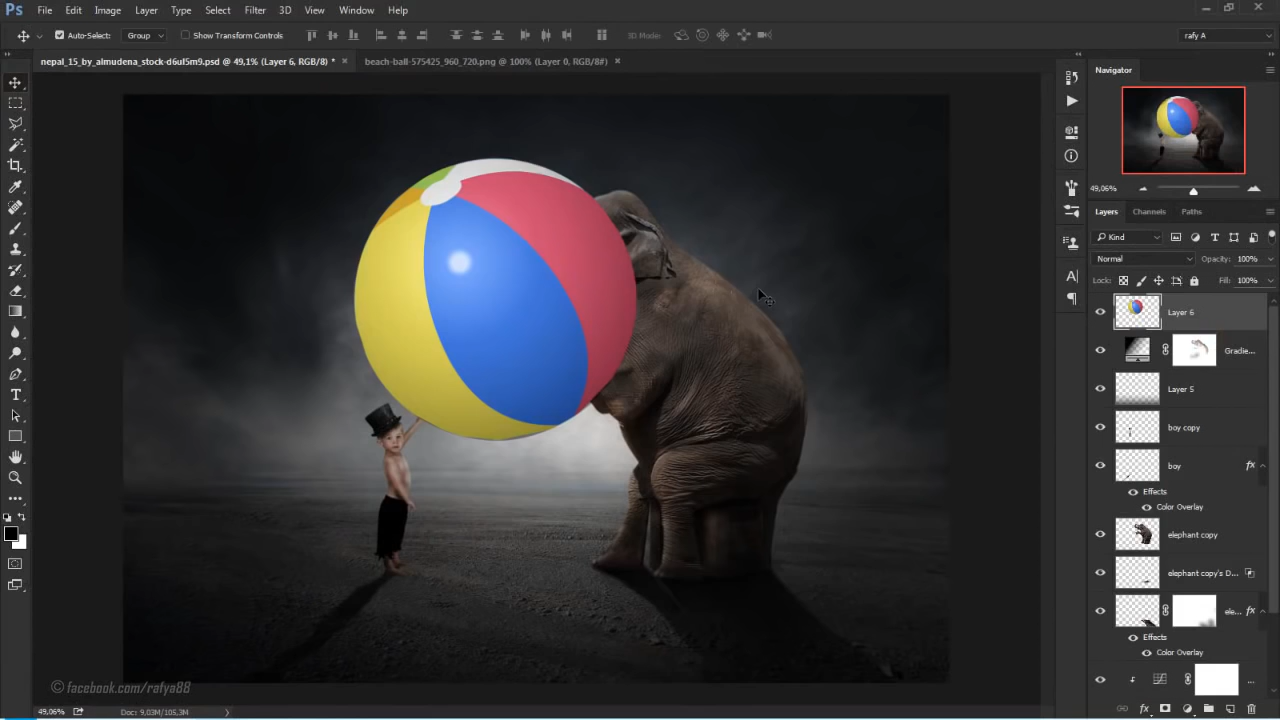 Ps File Edit Image Layer Type Select Filter 3D View Window Help
Auto-Select: Group Show Transform Controls 3D Mode: rafy A
nepal_15_by_almudena_stock-d6ul5m9.psd @ 49,1% (Layer 6, RGB/8) * × beach-ball-575425_960_720.png @ 100% (Layer 0, RGB/8#) ×
Navigator
49,06%
Layers Channels Paths
Kind
Normal Opacity: 100%
Lock: Fill: 100%
Layer 6
Gradie...
Layer 5
boy copy
boy fx
Effects
Color Overlay
elephant copy
elephant copy's D...
ele... fx
Effects
Color Overlay
...
© facebook.com/rafya88
49,06% Doc: 9,03M/105,3M
fx